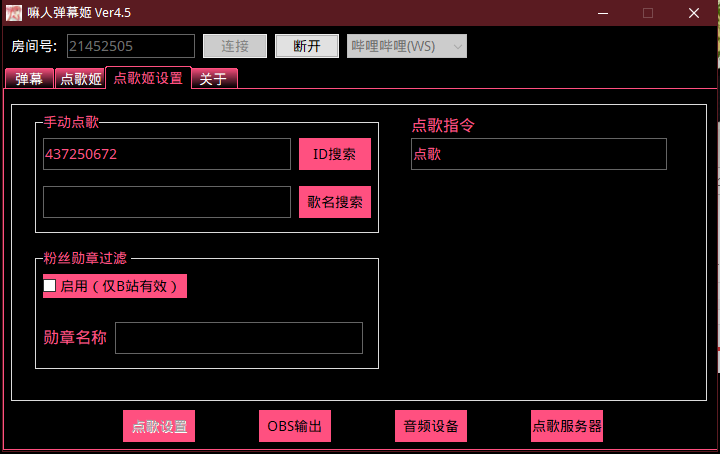 嘛人弹幕姬 Ver4.5
房间号: 21452505 连接 断开 哔哩哔哩(WS)
弹幕 点歌姬 点歌姬设置 关于
手动点歌
437250672 ID搜索
歌名搜索
点歌指令
点歌
粉丝勋章过滤
启用（仅B站有效）
勋章名称
点歌设置 OBS输出 音频设备 点歌服务器